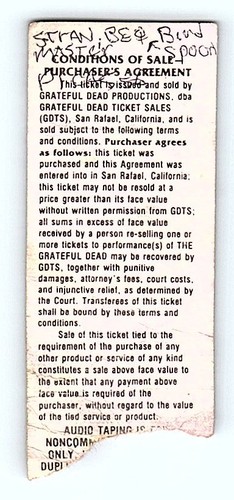 BEQ BIRD
SPOON
CONDITIONS OF SALE
PURCHASER'S AGREEMENT
This ticket is issued and sold by
GRATEFUL DEAD PRODUCTIONS, dba
GRATEFUL DEAD TICKET SALES
(GDTS), San Rafael, California, and is
sold subject to the following terms
and conditions. Purchaser agrees
as follows: this ticket was
purchased and this Agreement was
entered into in San Rafael, California;
this ticket may not be resold at a
price greater than its face value
without written permission from GDTS;
all sums in excess of face value
received by a person re-selling one or
more tickets to performance(s) of THE
GRATEFUL DEAD may be recovered by
GDTS, together with punitive
damages, attorney's fees, court costs,
and injunctive relief, as determined by
the Court. Transferees of this ticket
shall be bound by these terms and
conditions.
Sale of this ticket tied to the
requirement of the purchase of any
other product or service of any kind
constitutes a sale above face value to
the extent that any payment above
face value is required of the
purchaser, without regard to the value
of the tied service or product.
AUDIO TAPING IS
NONCOMM
ONLY.
DUPLI